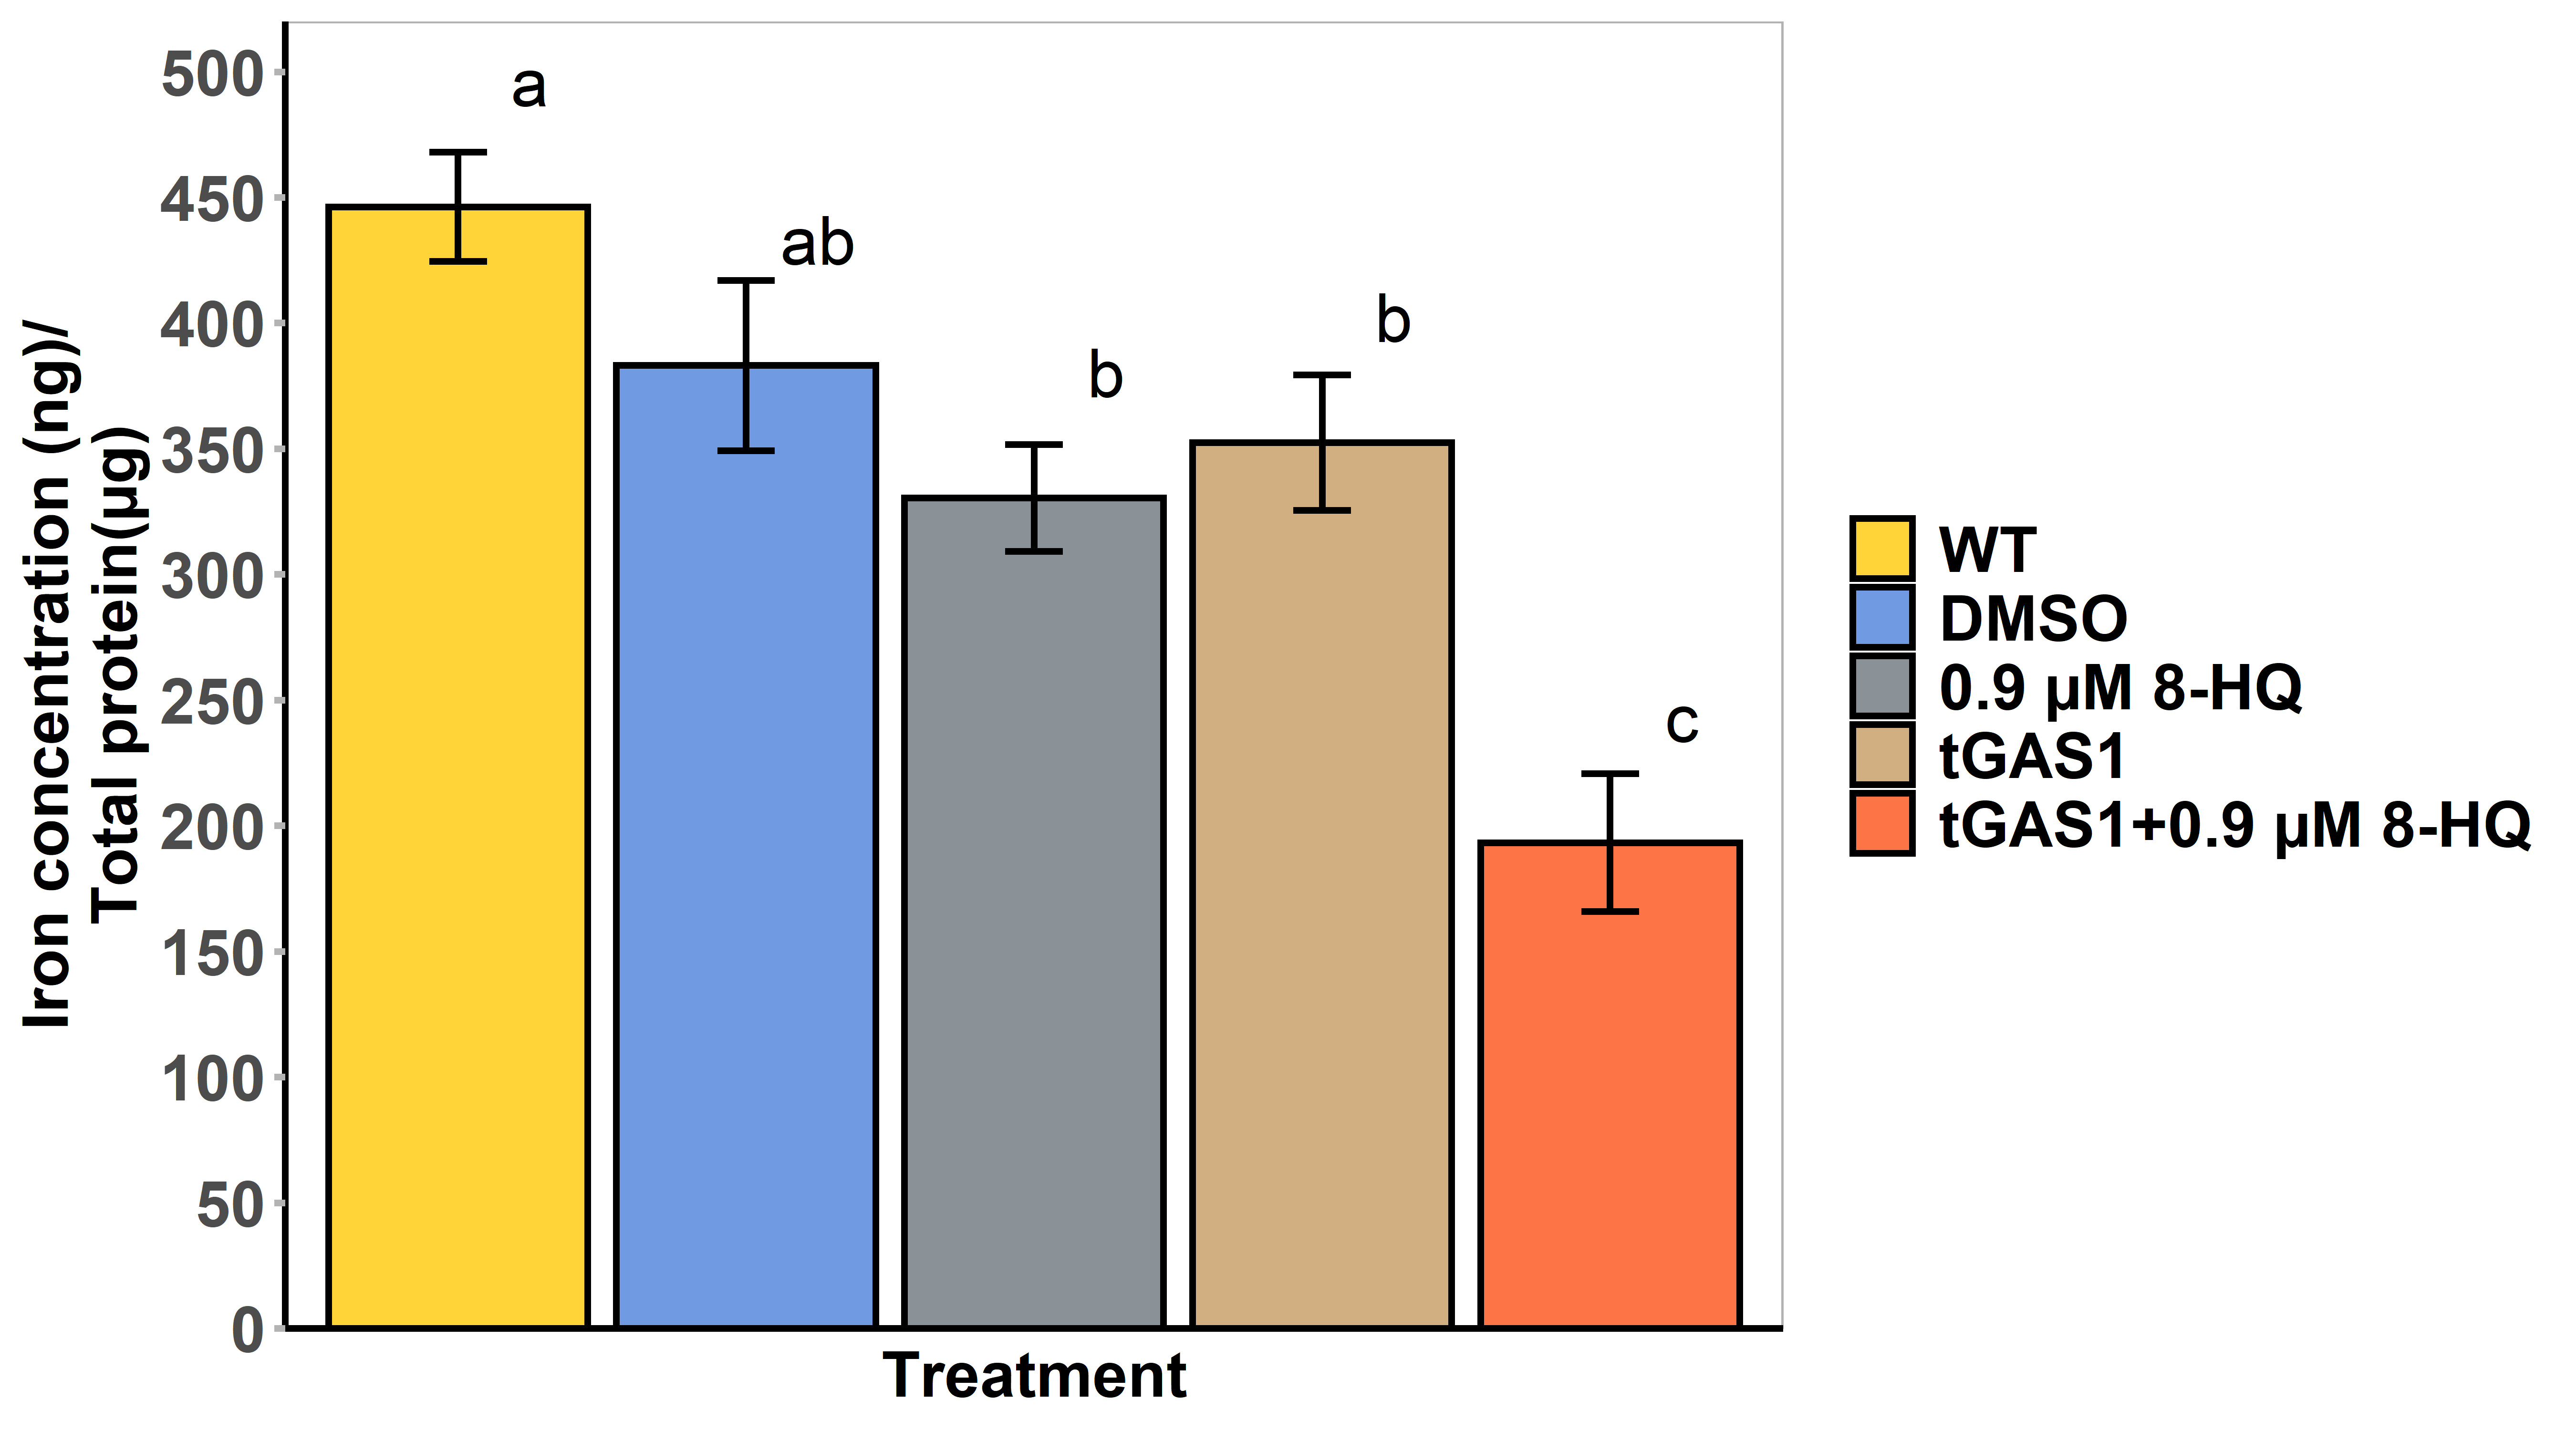 Iron concentration (ng)/
Total protein(µg)
500
450
400
350
300
250
200
150
100
50
0
a
ab
b
b
c
Treatment
WT
DMSO
0.9 µM 8-HQ
tGAS1
tGAS1+0.9 µM 8-HQ